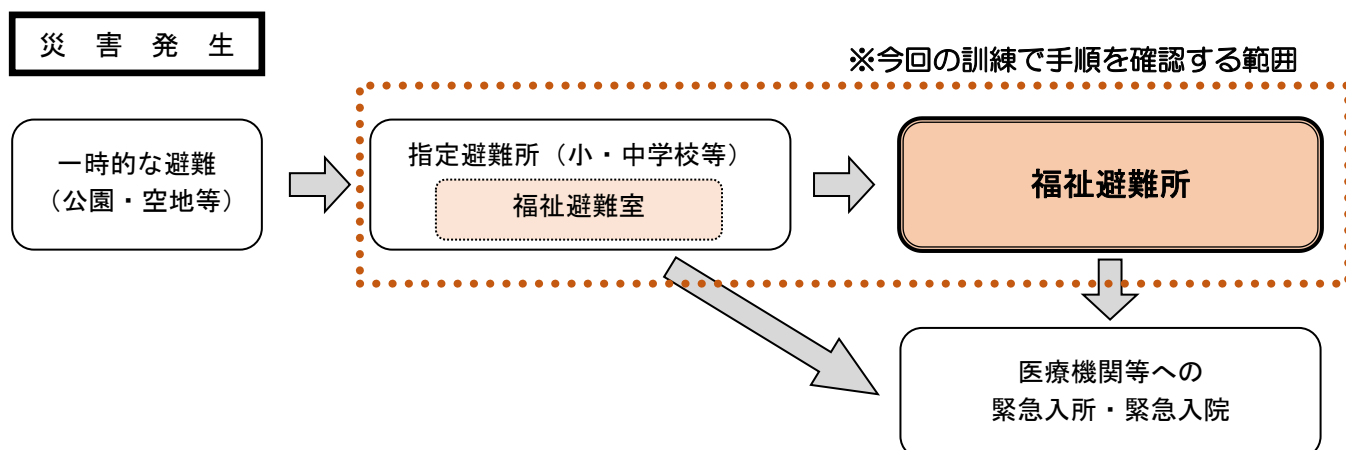 災害発生
※今回の訓練で手順を確認する範囲
一時的な避難
（公園・空地等）
指定避難所（小・中学校等）
福祉避難室
福祉避難所
医療機関等への
緊急入所・緊急入院